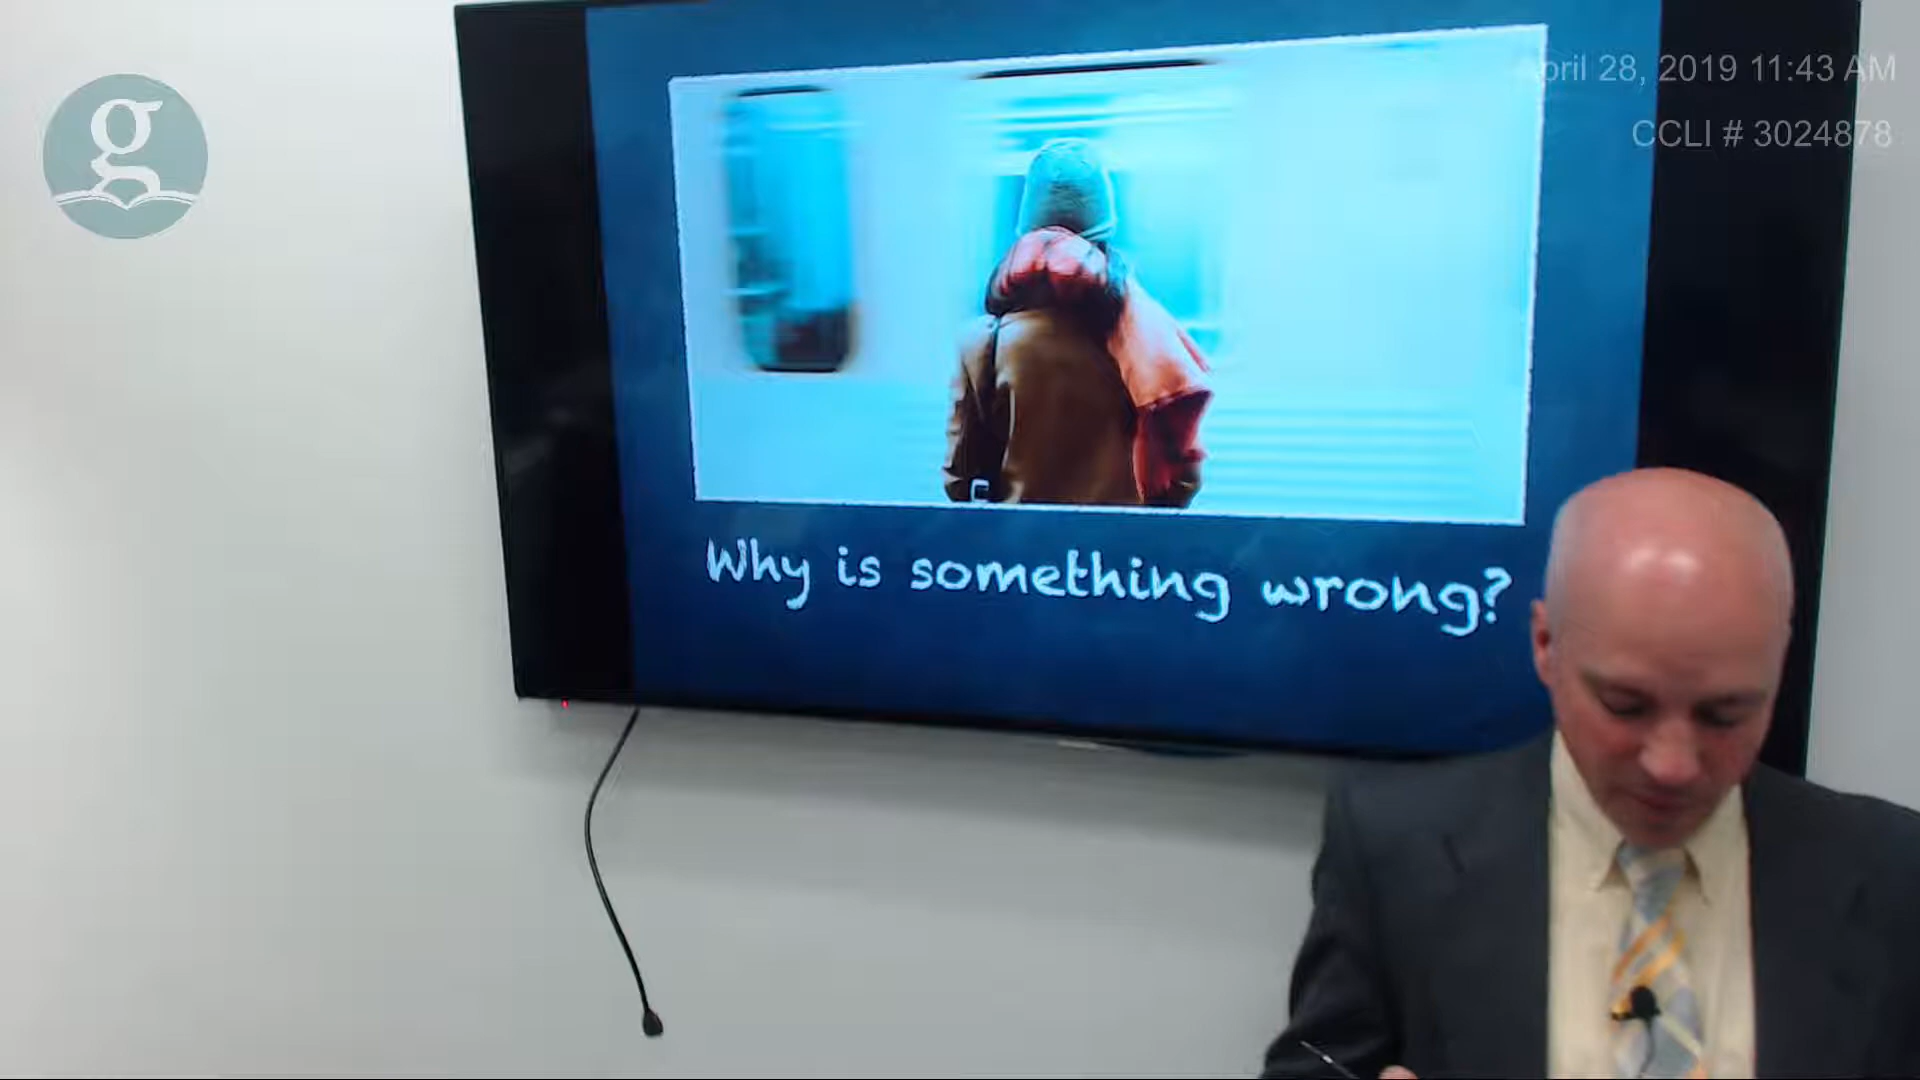 g
April 28, 2019 11:43 AM
CCLI # 3024878
Why is something wrong?